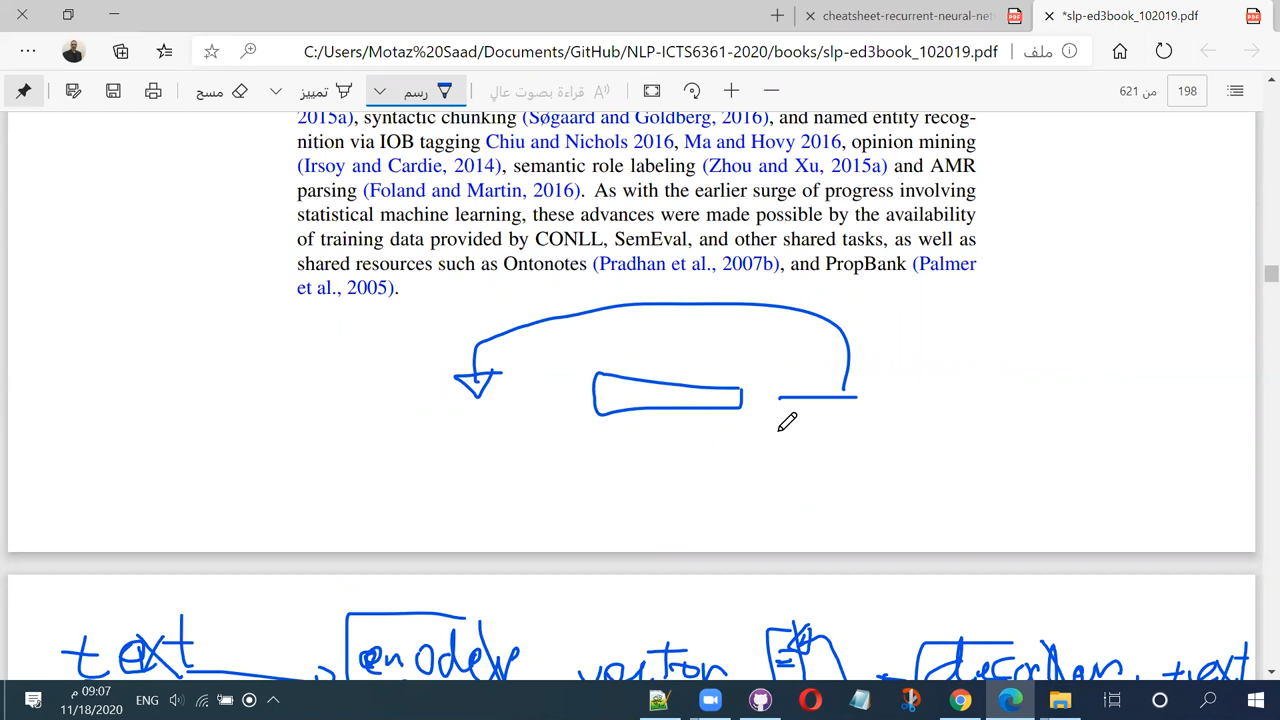 cheatsheet-recurrent-neural-net
*slp-ed3book_102019.pdf
C:/Users/Motaz%20Saad/Documents/GitHub/NLP-ICTS6361-2020/books/slp-ed3book_102019.pdf
ملف
مسح
تمييز
رسم
قراءة بصوت عالٍ
من 621
198
2015a), syntactic chunking (Søgaard and Goldberg, 2016), and named entity recog-
nition via IOB tagging Chiu and Nichols 2016, Ma and Hovy 2016, opinion mining
(Irsoy and Cardie, 2014), semantic role labeling (Zhou and Xu, 2015a) and AMR
parsing (Foland and Martin, 2016). As with the earlier surge of progress involving
statistical machine learning, these advances were made possible by the availability
of training data provided by CONLL, SemEval, and other shared tasks, as well as
shared resources such as Ontonotes (Pradhan et al., 2007b), and PropBank (Palmer
et al., 2005).
text text
09:07 م
ENG
11/18/2020